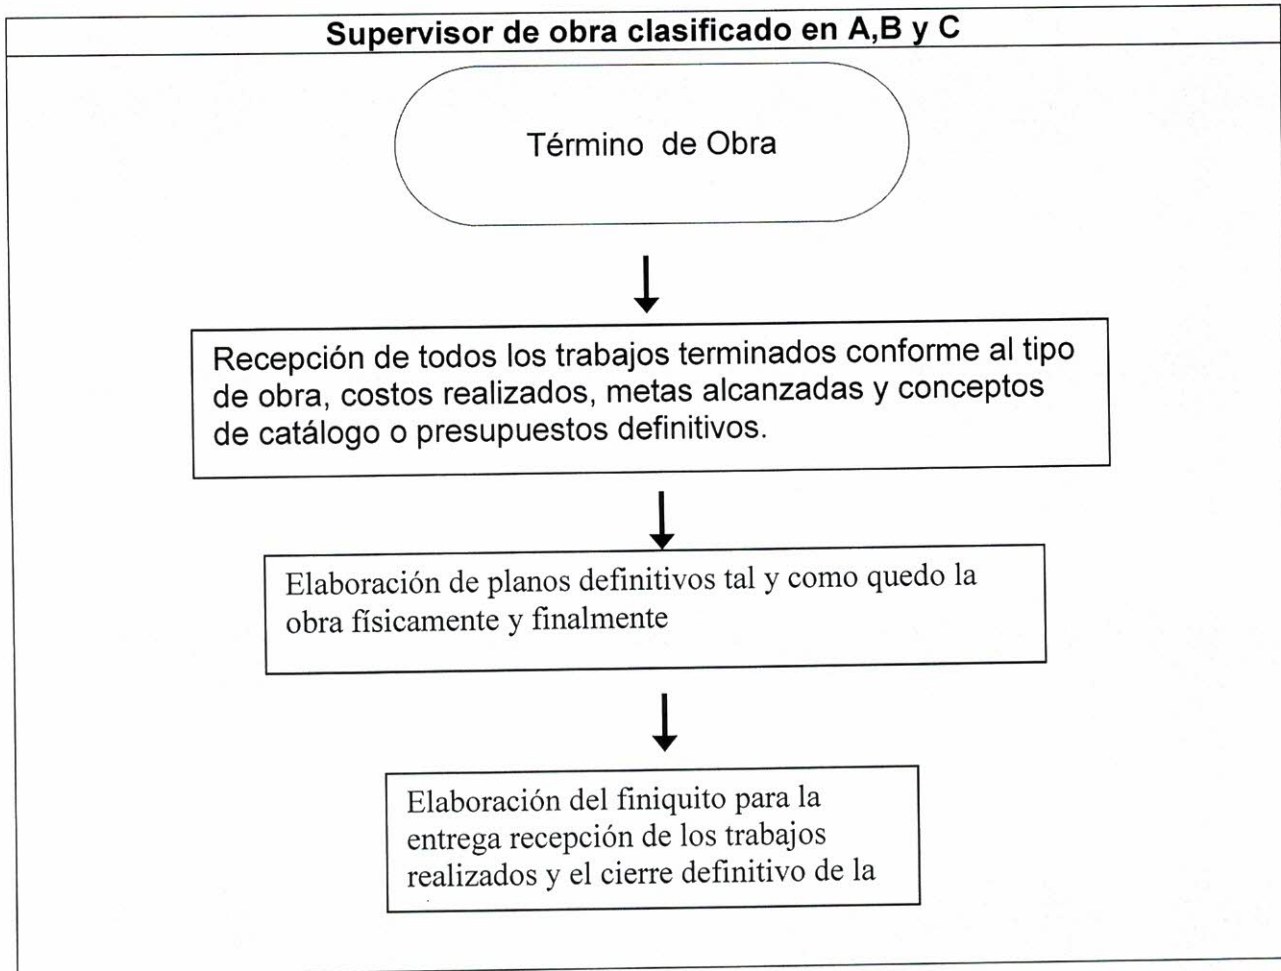 Supervisor de obra clasificado en A,B y C
Término de Obra
Recepción de todos los trabajos terminados conforme al tipo
de obra, costos realizados, metas alcanzadas y conceptos
de catálogo o presupuestos definitivos.
Elaboración de planos definitivos tal y como quedo la
obra físicamente y finalmente
Elaboración del finiquito para la
entrega recepción de los trabajos
realizados y el cierre definitivo de la